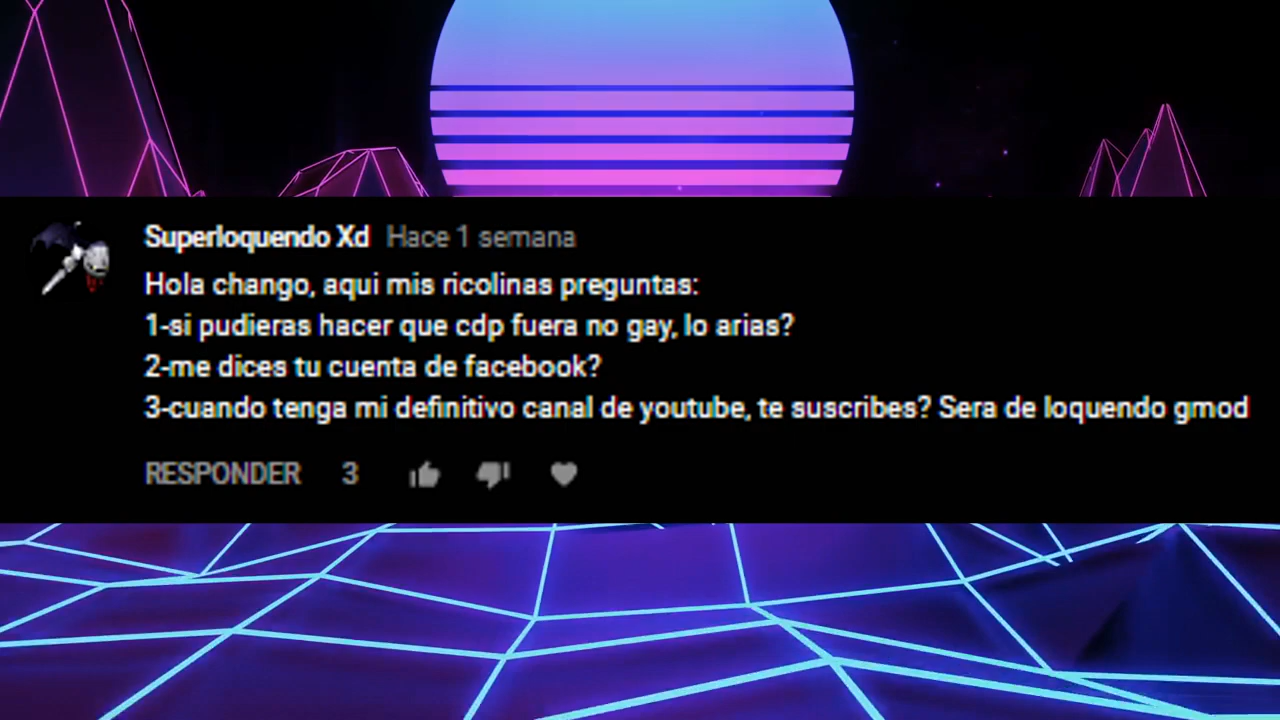 Superloquendo Xd Hace 1 semana
Hola chango, aqui mis ricolinas preguntas:
1-si pudieras hacer que cdp fuera no gay, lo arias?
2-me dices tu cuenta de facebook?
3-cuando tenga mi definitivo canal de youtube, te suscribes? Sera de loquendo gmod
RESPONDER 3